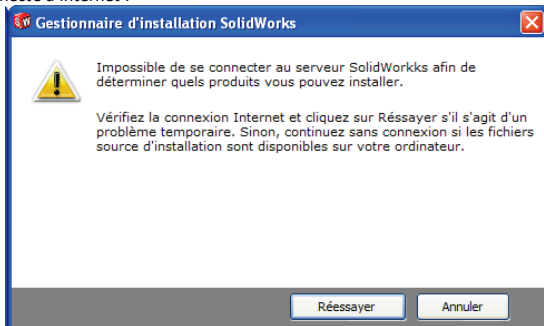 Gestionnaire d'installation SolidWorks
Impossible de se connecter au serveur SolidWorkks afin de
déterminer quels produits vous pouvez installer.
Vérifiez la connexion Internet et cliquez sur Réssayer s'il s'agit d'un
problème temporaire. Sinon, continuez sans connexion si les fichiers
source d'installation sont disponibles sur votre ordinateur.
Réessayer
Annuler